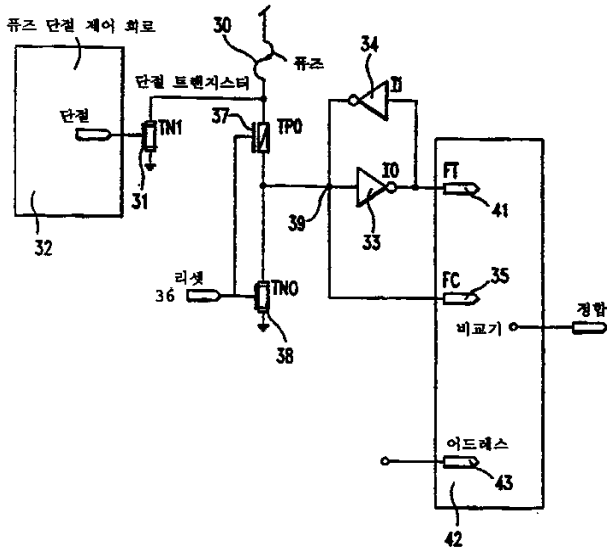 퓨즈 단절 제어 회로
30
퓨즈
34
단절 트랜지스터
I1
단절
37
TP0
TN1
31
I0
FT
33
41
32
39
리셋
36
TN0
38
FC
35
정합
비교기
어드레스
43
42